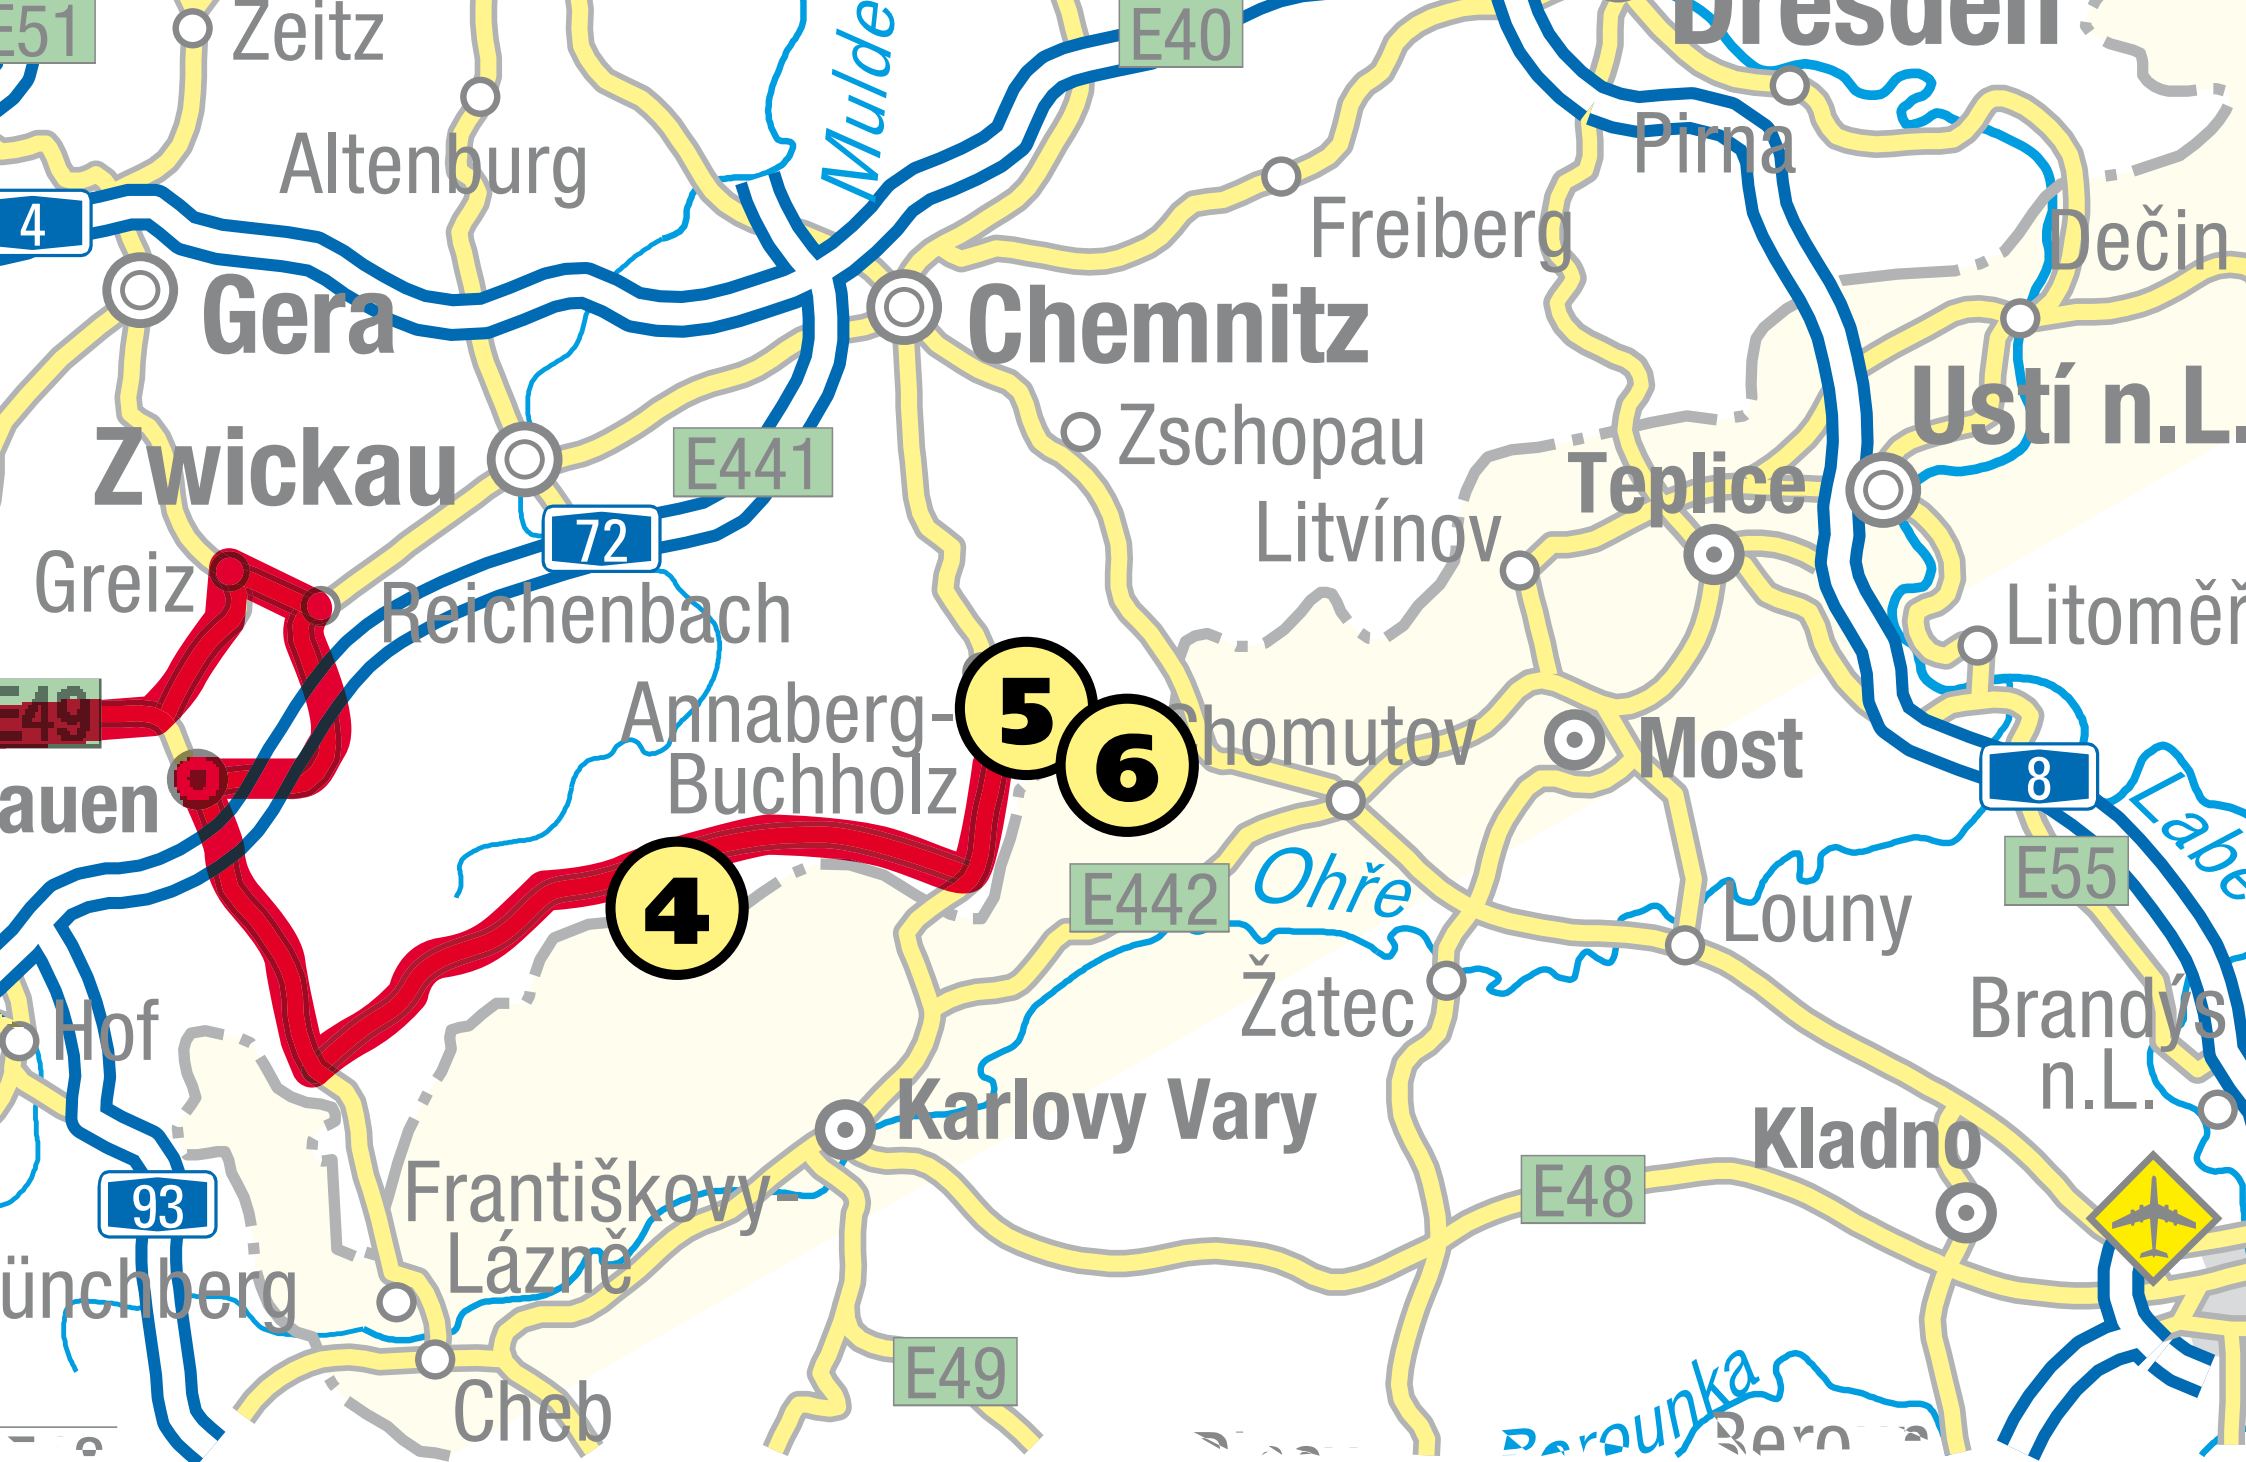 E51
Zeitz
Mulde
E40
Dresden
Altenburg
Pirna
4
Freiberg
Děčin
Gera
Chemnitz
Zschopau
Ustí n.L.
Zwickau
E441
Teplice
72
Litvínov
Greiz
Reichenbach
Litoměř
E49
Annaberg-
Buchholz
5
6
Chomutov
Most
8
auen
Labe
4
E442
Ohře
E55
Louny
Žatec
Hof
Brandýs
n.L.
Karlovy Vary
Kladno
93
Františkovy-
Lázně
E48
ünchberg
E49
Cheb
Berounka
Beroun